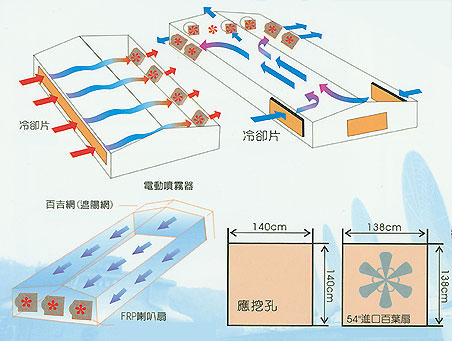 冷卻片
冷卻片
電動噴霧器
百吉網(遮陽網)
FRP喇叭扇
140cm
140cm
應挖孔
138cm
138cm
54"進口百葉扇